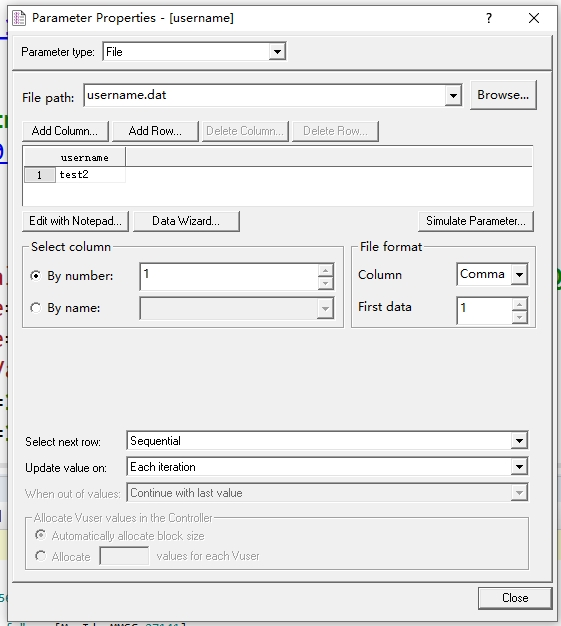 Parameter Properties - [username]
?
Parameter type: File
File path: username.dat Browse...
Add Column... Add Row... Delete Column... Delete Row...
username
1 test2
Edit with Notepad... Data Wizard... Simulate Parameter...
Select column
By number: 1
By name:
File format
Column Comma
First data 1
Select next row: Sequential
Update value on: Each iteration
When out of values: Continue with last value
Allocate Vuser values in the Controller
Automatically allocate block size
Allocate values for each Vuser
Close